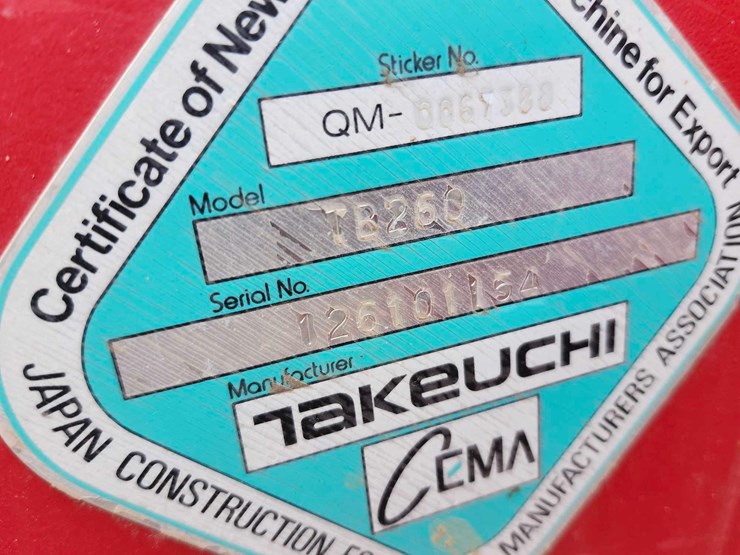 Certificate of New
chine for Export
Sticker No.
QM-
Model
TB260
Serial No.
126101154
Manufacturer
TAKEUCHI
CEMA
JAPAN CONSTRUCTION
MANUFACTURERS ASSOCIATION